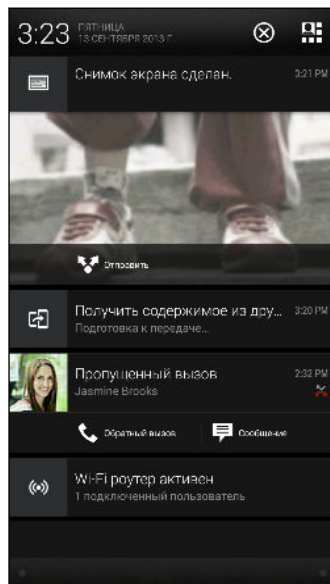 3:23
ПЯТНИЦА
13 СЕНТЯБРЯ 2013 Г
Снимок экрана сделан.
3:21 PM
Отправить
Получить содержимое из дру...
3:20 PM
Подготовка к передаче...
Пропущенный вызов
2:32 PM
Jasmine Brooks
Обратный вызов
Сообщение
Wi-Fi роутер активен
1 подключенный пользователь